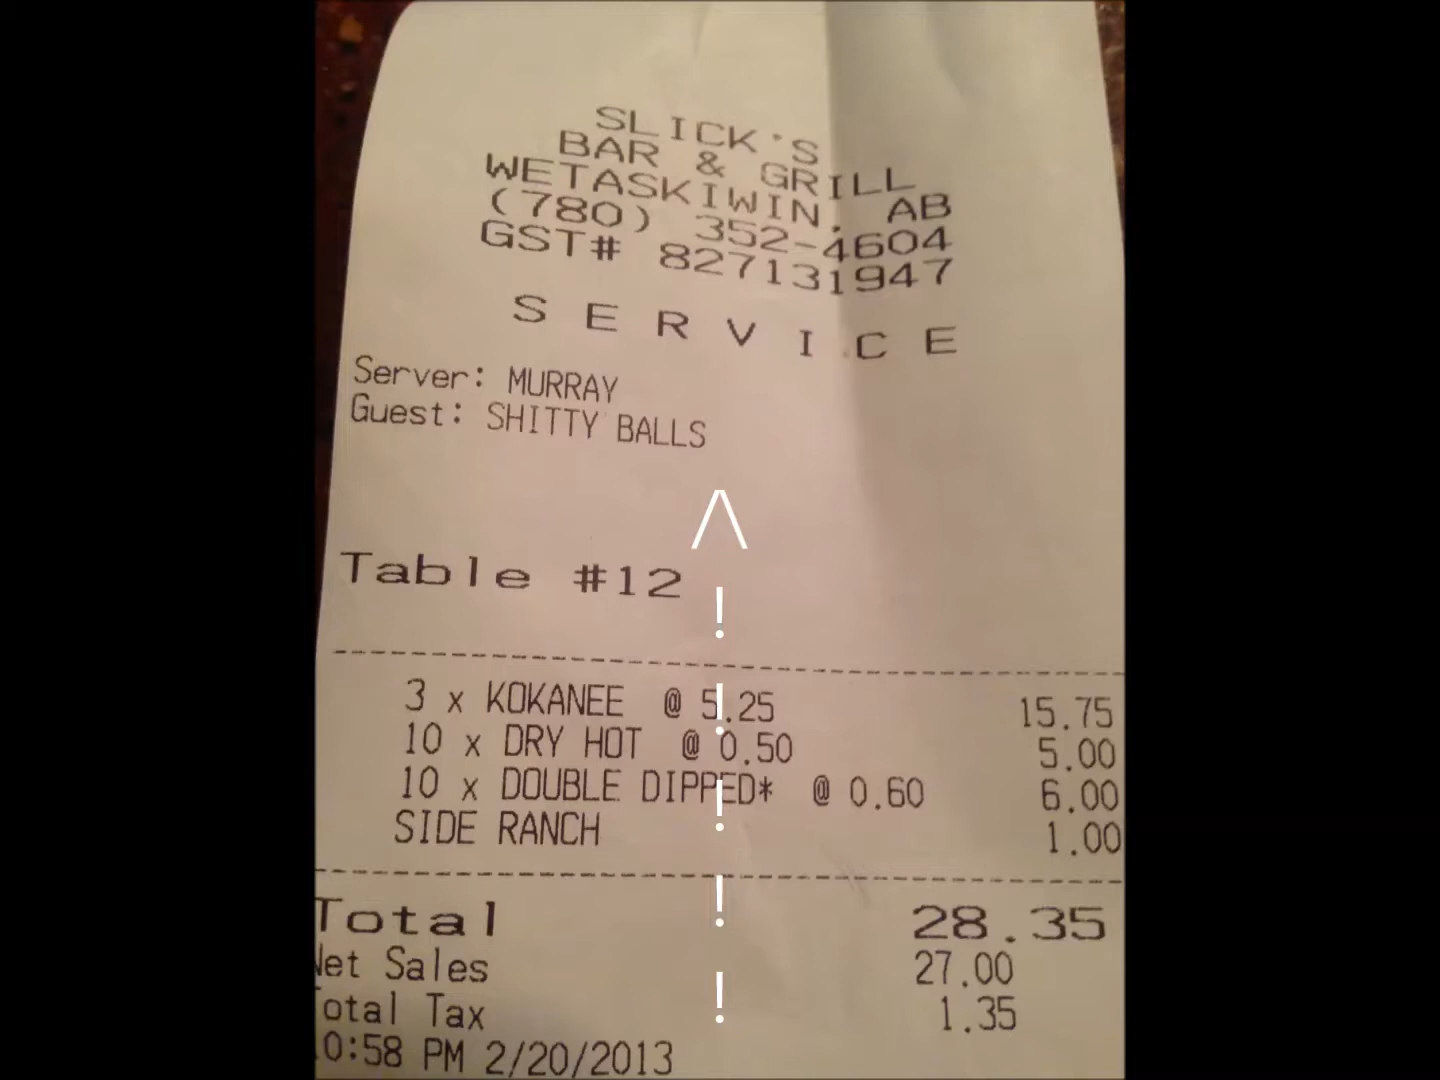 SLICK'S
BAR & GRILL
WETASKIWIN, AB
(780) 352-4604
GST# 827131947
S E R V I C E
Server: MURRAY
Guest: SHITTY BALLS
^
!
Table #12
!
3 x KOKANEE @ 5.25 15.75
10 x DRY HOT @ 0.50 5.00
!
10 x DOUBLE DIPPED* @ 0.60 6.00
SIDE RANCH 1.00
!
Total 28.35
Net Sales 27.00
!
Total Tax 1.35
0:58 PM 2/20/2013